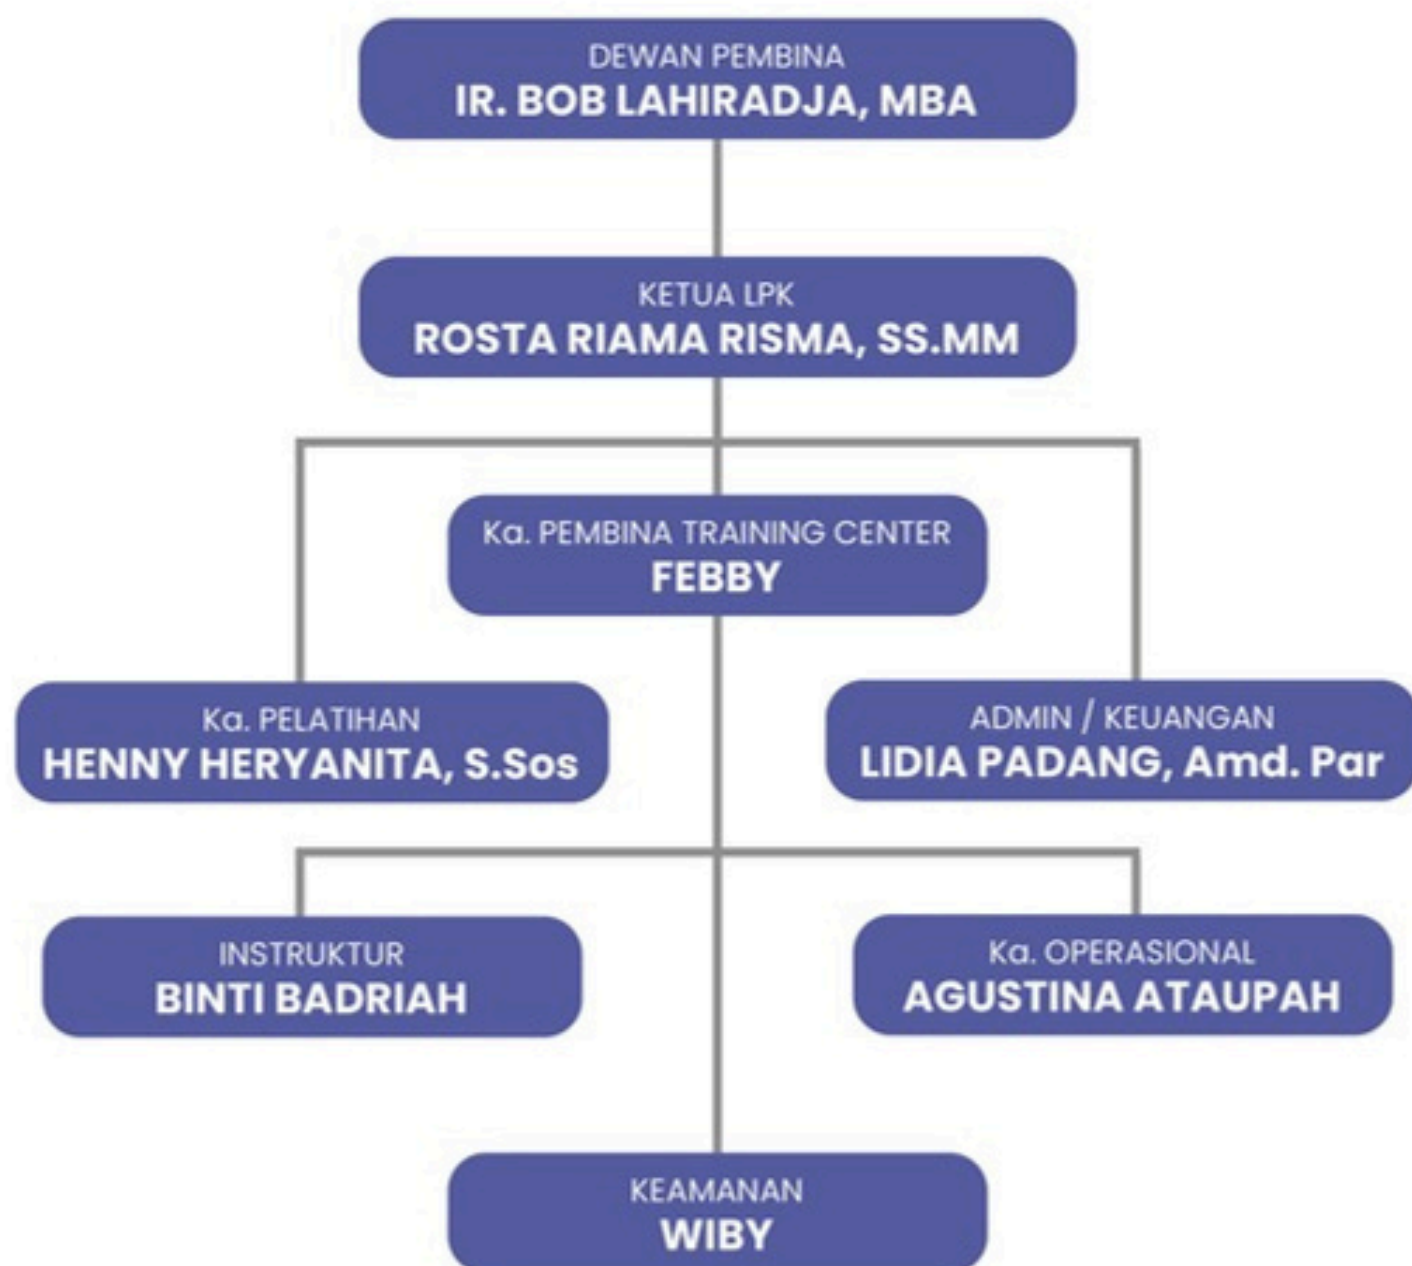 DEWAN PEMBINA
IR. BOB LAHIRADJA, MBA
KETUA LPK
ROSTA RIAMA RISMA, SS.MM
Ka. PEMBINA TRAINING CENTER
FEBBY
Ka. PELATIHAN
HENNY HERYANITA, S.Sos
ADMIN / KEUANGAN
LIDIA PADANG, Amd. Par
INSTRUKTUR
BINTI BADRIAH
Ka. OPERASIONAL
AGUSTINA ATAUPAH
KEAMANAN
WIBY